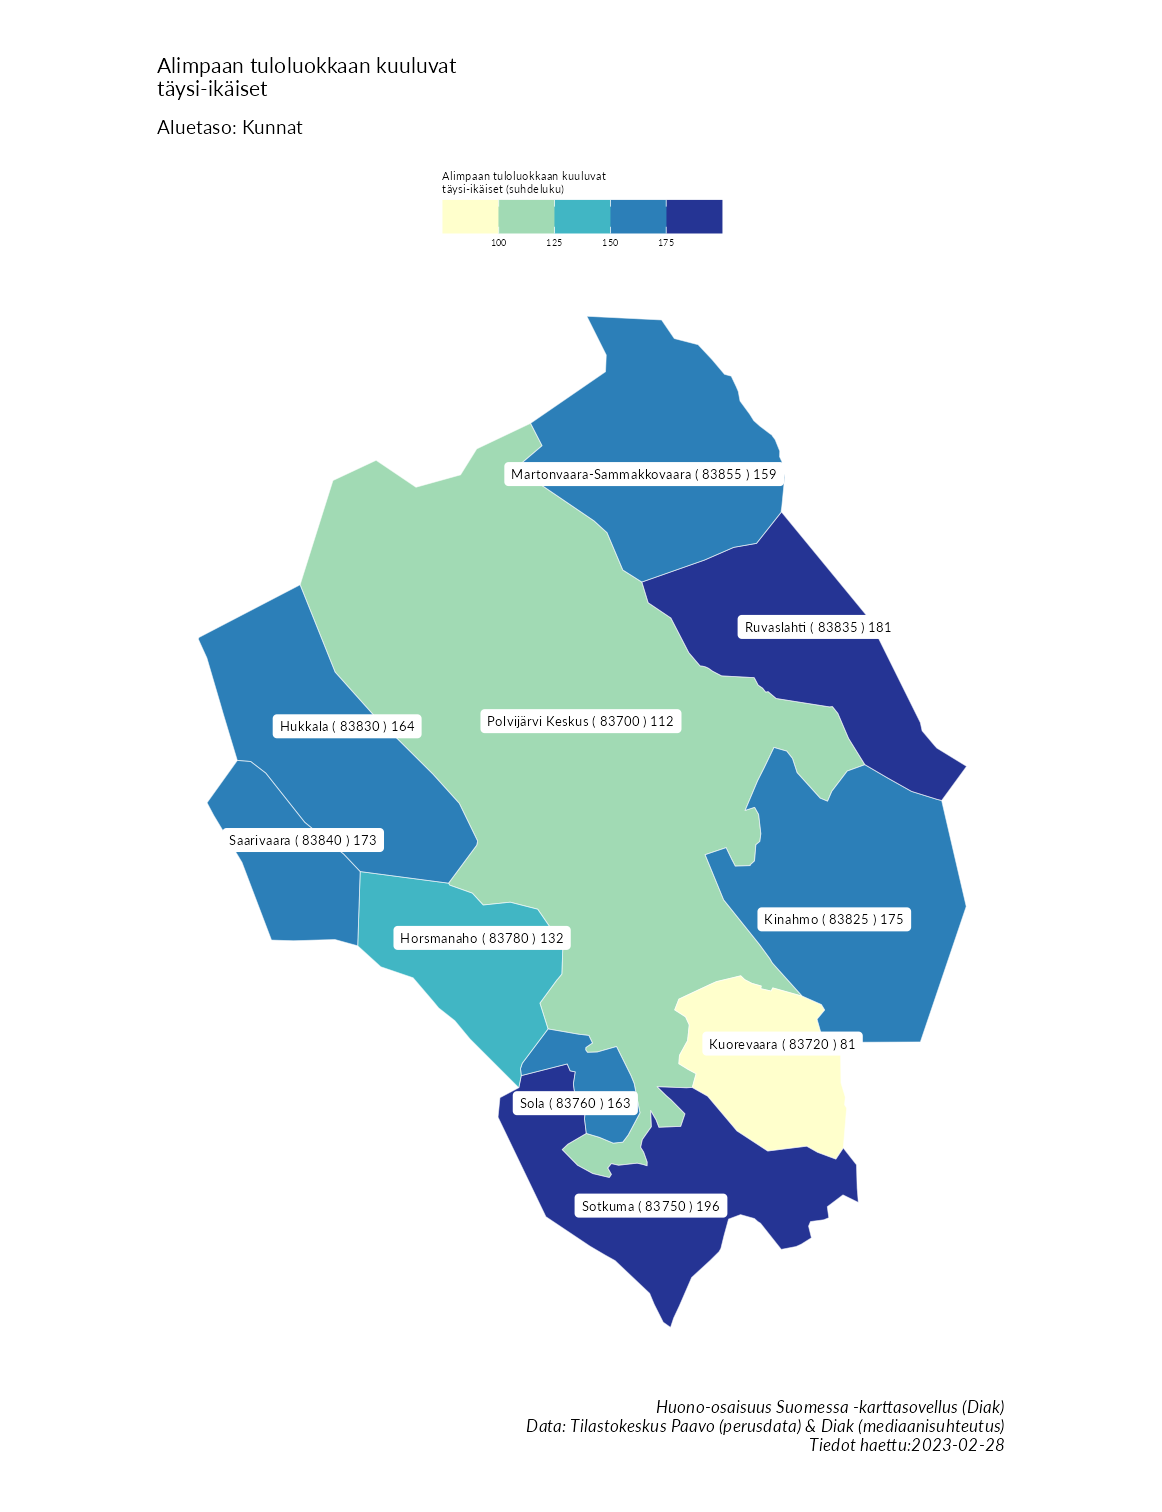 Alimpaan tuloluokkaan kuuluvat
täysi-ikäiset
Aluetaso: Kunnat
Alimpaan tuloluokkaan kuuluvat
täysi-ikäiset (suhdeluku)
100 125 150 175
Martonvaara-Sammakkovaara ( 83855 ) 159
Ruvaslahti ( 83835 ) 181
Polvijärvi Keskus ( 83700 ) 112
Hukkala ( 83830 ) 164
Saarivaara ( 83840 ) 173
Kinahmo ( 83825 ) 175
Horsmanaho ( 83780 ) 132
Kuorevaara ( 83720 ) 81
Sola ( 83760 ) 163
Sotkuma ( 83750 ) 196
Huono-osaisuus Suomessa -karttasovellus (Diak)
Data: Tilastokeskus Paavo (perusdata) & Diak (mediaanisuhteutus)
Tiedot haettu:2023-02-28